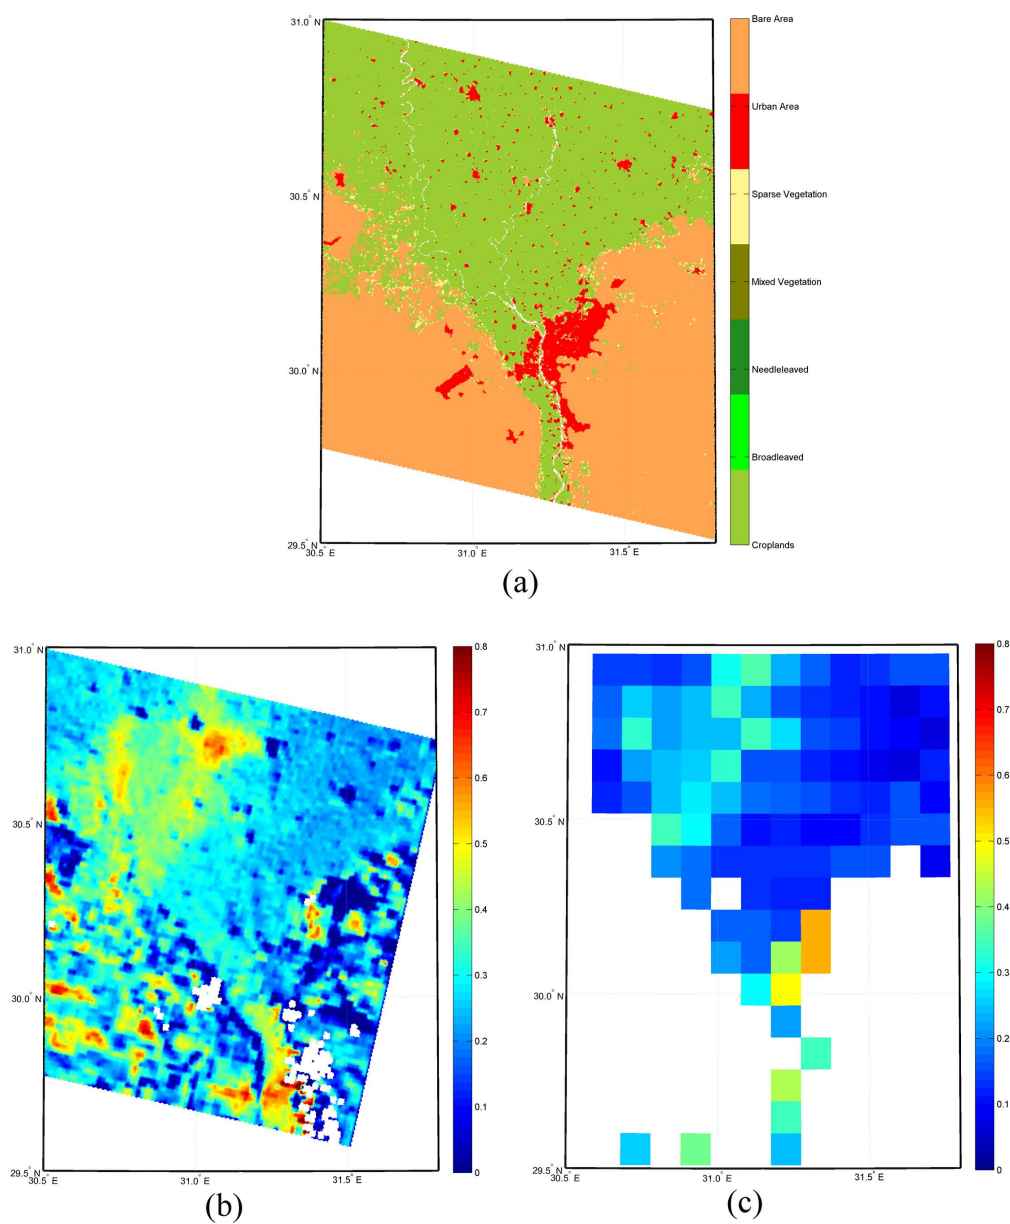 31.0° N
30.5° N
30.0° N
29.5° N
30.5° E
31.0° E
31.5° E
Bare Area
Urban Area
Sparse Vegetation
Mixed Vegetation
Needleleaved
Broadleaved
Croplands
(a)
31.0° N
30.5° N
30.0° N
29.5° N
30.5° E
31.0° E
31.5° E
0.8
0.7
0.6
0.5
0.4
0.3
0.2
0.1
0
(b)
31.0° N
30.5° N
30.0° N
29.5° N
30.5° E
31.0° E
31.5° E
0.8
0.7
0.6
0.5
0.4
0.3
0.2
0.1
0
(c)